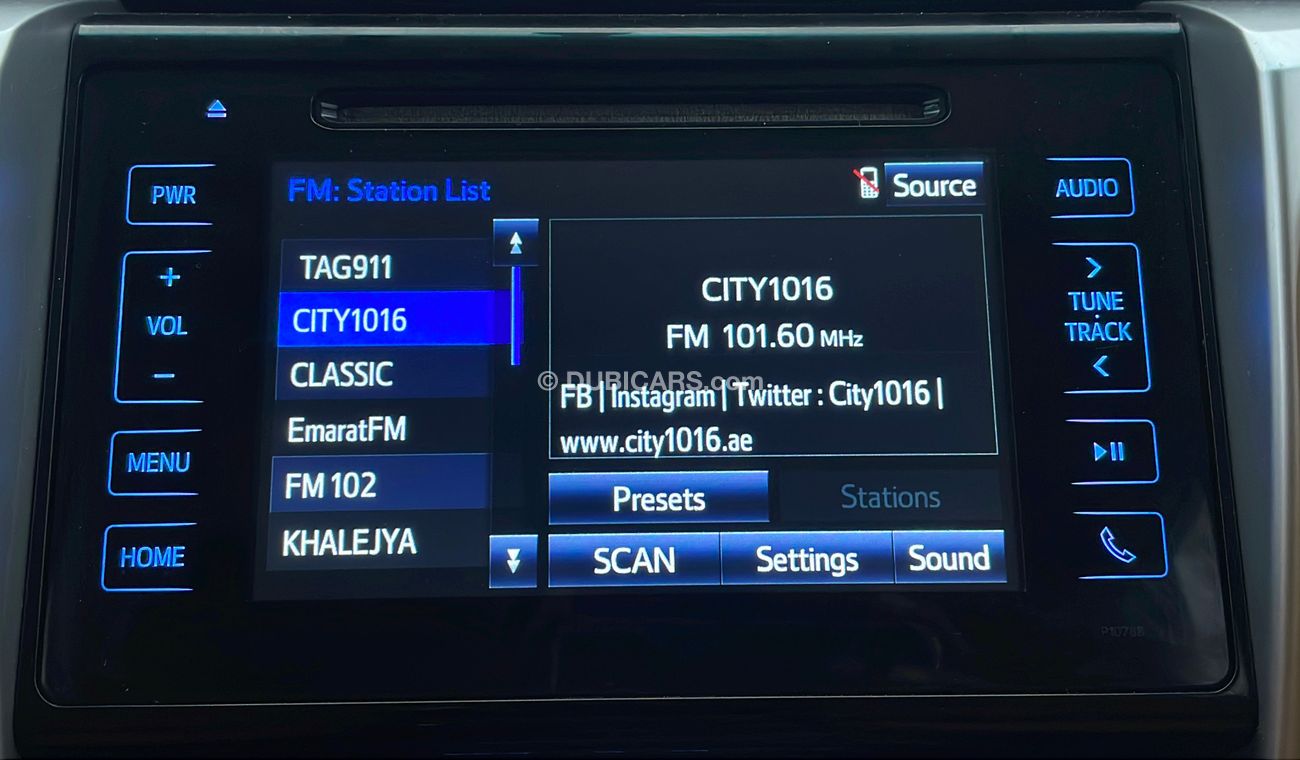 PWR
+
VOL
-
MENU
HOME
FM: Station List
Source
TAG911
CITY1016
CLASSIC
EmaratFM
FM 102
KHALEJYA
CITY1016
FM 101.60 MHz
© DUBICARS.com
FB | Instagram | Twitter : City1016 |
www.city1016.ae
Presets
Stations
SCAN
Settings
Sound
AUDIO
>
TUNE
TRACK
<